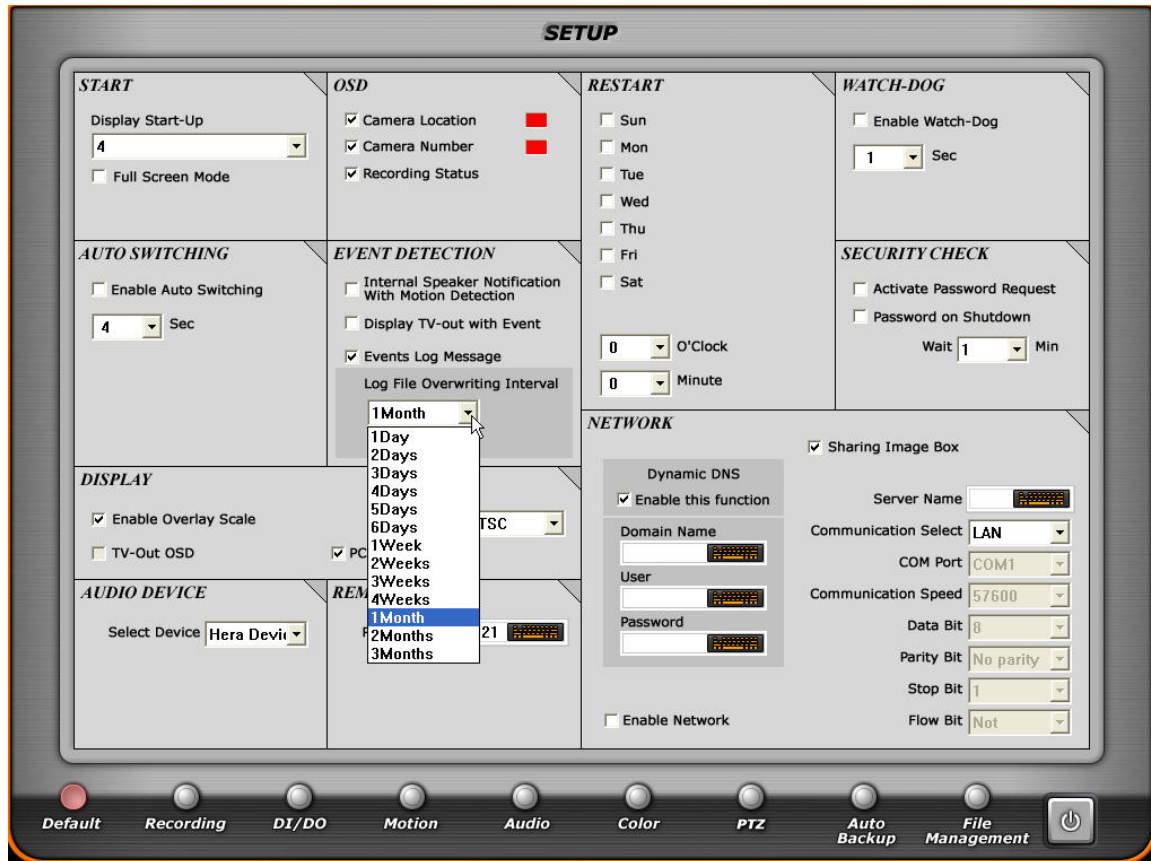 SETUP
START
Display Start-Up
4
Full Screen Mode
OSD
Camera Location
Camera Number
Recording Status
RESTART
Sun
Mon
Tue
Wed
Thu
Fri
Sat
0 O'Clock
0 Minute
WATCH-DOG
Enable Watch-Dog
1 Sec
AUTO SWITCHING
Enable Auto Switching
4 Sec
EVENT DETECTION
Internal Speaker Notification
With Motion Detection
Display TV-out with Event
Events Log Message
Log File Overwriting Interval
1Month
1Day
2Days
3Days
4Days
5Days
6Days
1Week
2Weeks
3Weeks
4Weeks
1Month
2Months
3Months
SECURITY CHECK
Activate Password Request
Password on Shutdown
Wait 1 Min
DISPLAY
Enable Overlay Scale
TSC
TV-Out OSD
PC
AUDIO DEVICE
Select Device Hera Devi
REM
21
NETWORK
Sharing Image Box
Dynamic DNS
Enable this function
Domain Name
User
Password
Enable Network
Server Name
Communication Select LAN
COM Port COM1
Communication Speed 57600
Data Bit 8
Parity Bit No parity
Stop Bit 1
Flow Bit Not
Default
Recording
DI/DO
Motion
Audio
Color
PTZ
Auto
Backup
File
Management